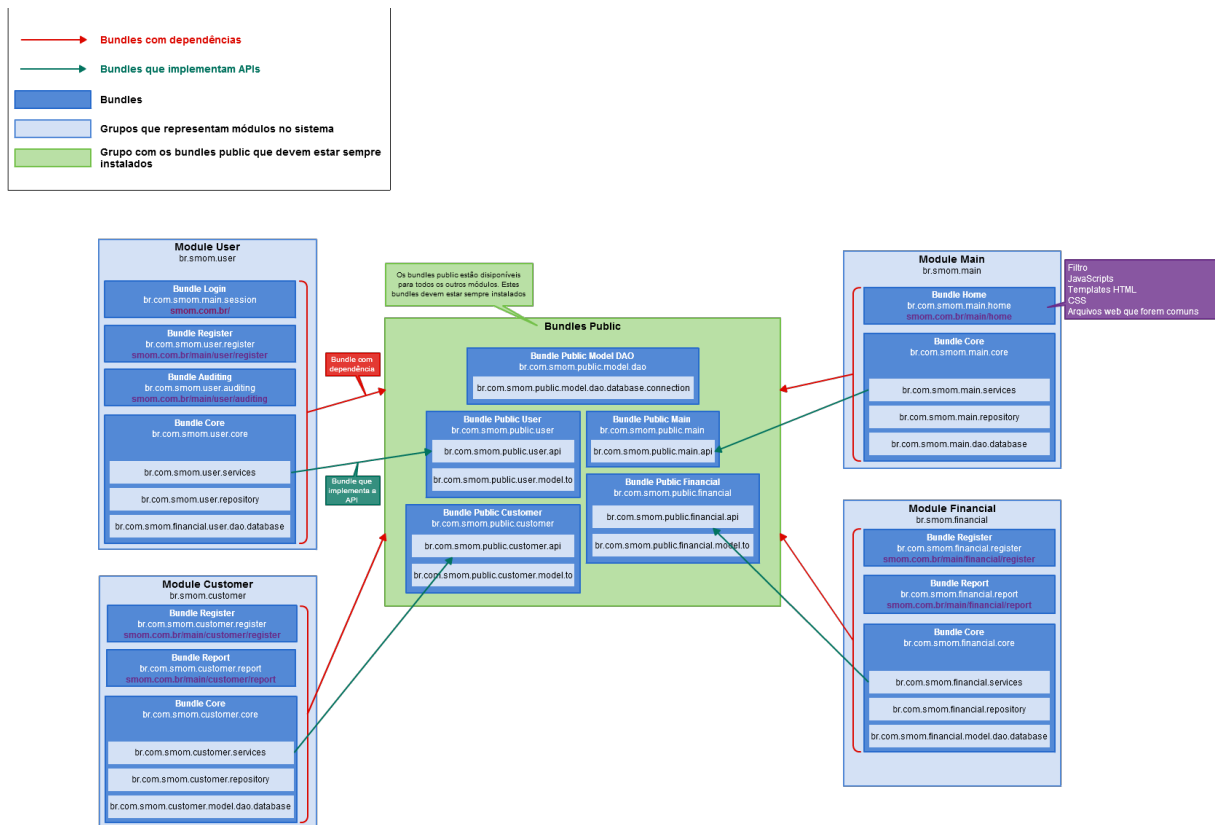 Bundles com dependências
Bundles que implementam APIs
Bundles
Grupos que representam módulos no sistema
Grupo com os bundles public que devem estar sempre
instalados
Module User
br.smom.user
Bundle Login
br.com.smom.main.session
smom.com.br/
Bundle Register
br.com.smom.user.register
smom.com.br/main/user/register
Bundle Auditing
br.com.smom.user.auditing
smom.com.br/main/user/auditing
Bundle Core
br.com.smom.user.core
br.com.smom.user.services
br.com.smom.user.repository
br.com.smom.financial.user.dao.database
Bundle com
dependência
Bundle que
implementa a
API
Os bundles public estão disiponíveis
para todos os outros módulos. Estes
bundles devem estar sempre instalados
Bundles Public
Bundle Public Model DAO
br.com.smom.public.model.dao
br.com.smom.public.model.dao.database.connection
Bundle Public User
br.com.smom.public.user
br.com.smom.public.user.api
br.com.smom.public.user.model.to
Bundle Public Main
br.com.smom.public.main
br.com.smom.public.main.api
Bundle Public Financial
br.com.smom.public.financial
br.com.smom.public.financial.api
br.com.smom.public.financial.model.to
Bundle Public Customer
br.com.smom.public.customer
br.com.smom.public.customer.api
br.com.smom.public.customer.model.to
Module Main
br.smom.main
Bundle Home
br.com.smom.main.home
smom.com.br/main/home
Bundle Core
br.com.smom.main.core
br.com.smom.main.services
br.com.smom.main.repository
br.com.smom.main.dao.database
Filtro
JavaScripts
Templates HTML
CSS
Arquivos web que forem comuns
Module Customer
br.smom.customer
Bundle Register
br.com.smom.customer.register
smom.com.br/main/customer/register
Bundle Report
br.com.smom.customer.report
smom.com.br/main/customer/report
Bundle Core
br.com.smom.customer.core
br.com.smom.customer.services
br.com.smom.customer.repository
br.com.smom.customer.model.dao.database
Module Financial
br.smom.financial
Bundle Register
br.com.smom.financial.register
smom.com.br/main/financial/register
Bundle Report
br.com.smom.financial.report
smom.com.br/main/financial/report
Bundle Core
br.com.smom.financial.core
br.com.smom.financial.services
br.com.smom.financial.repository
br.com.smom.financial.model.dao.database